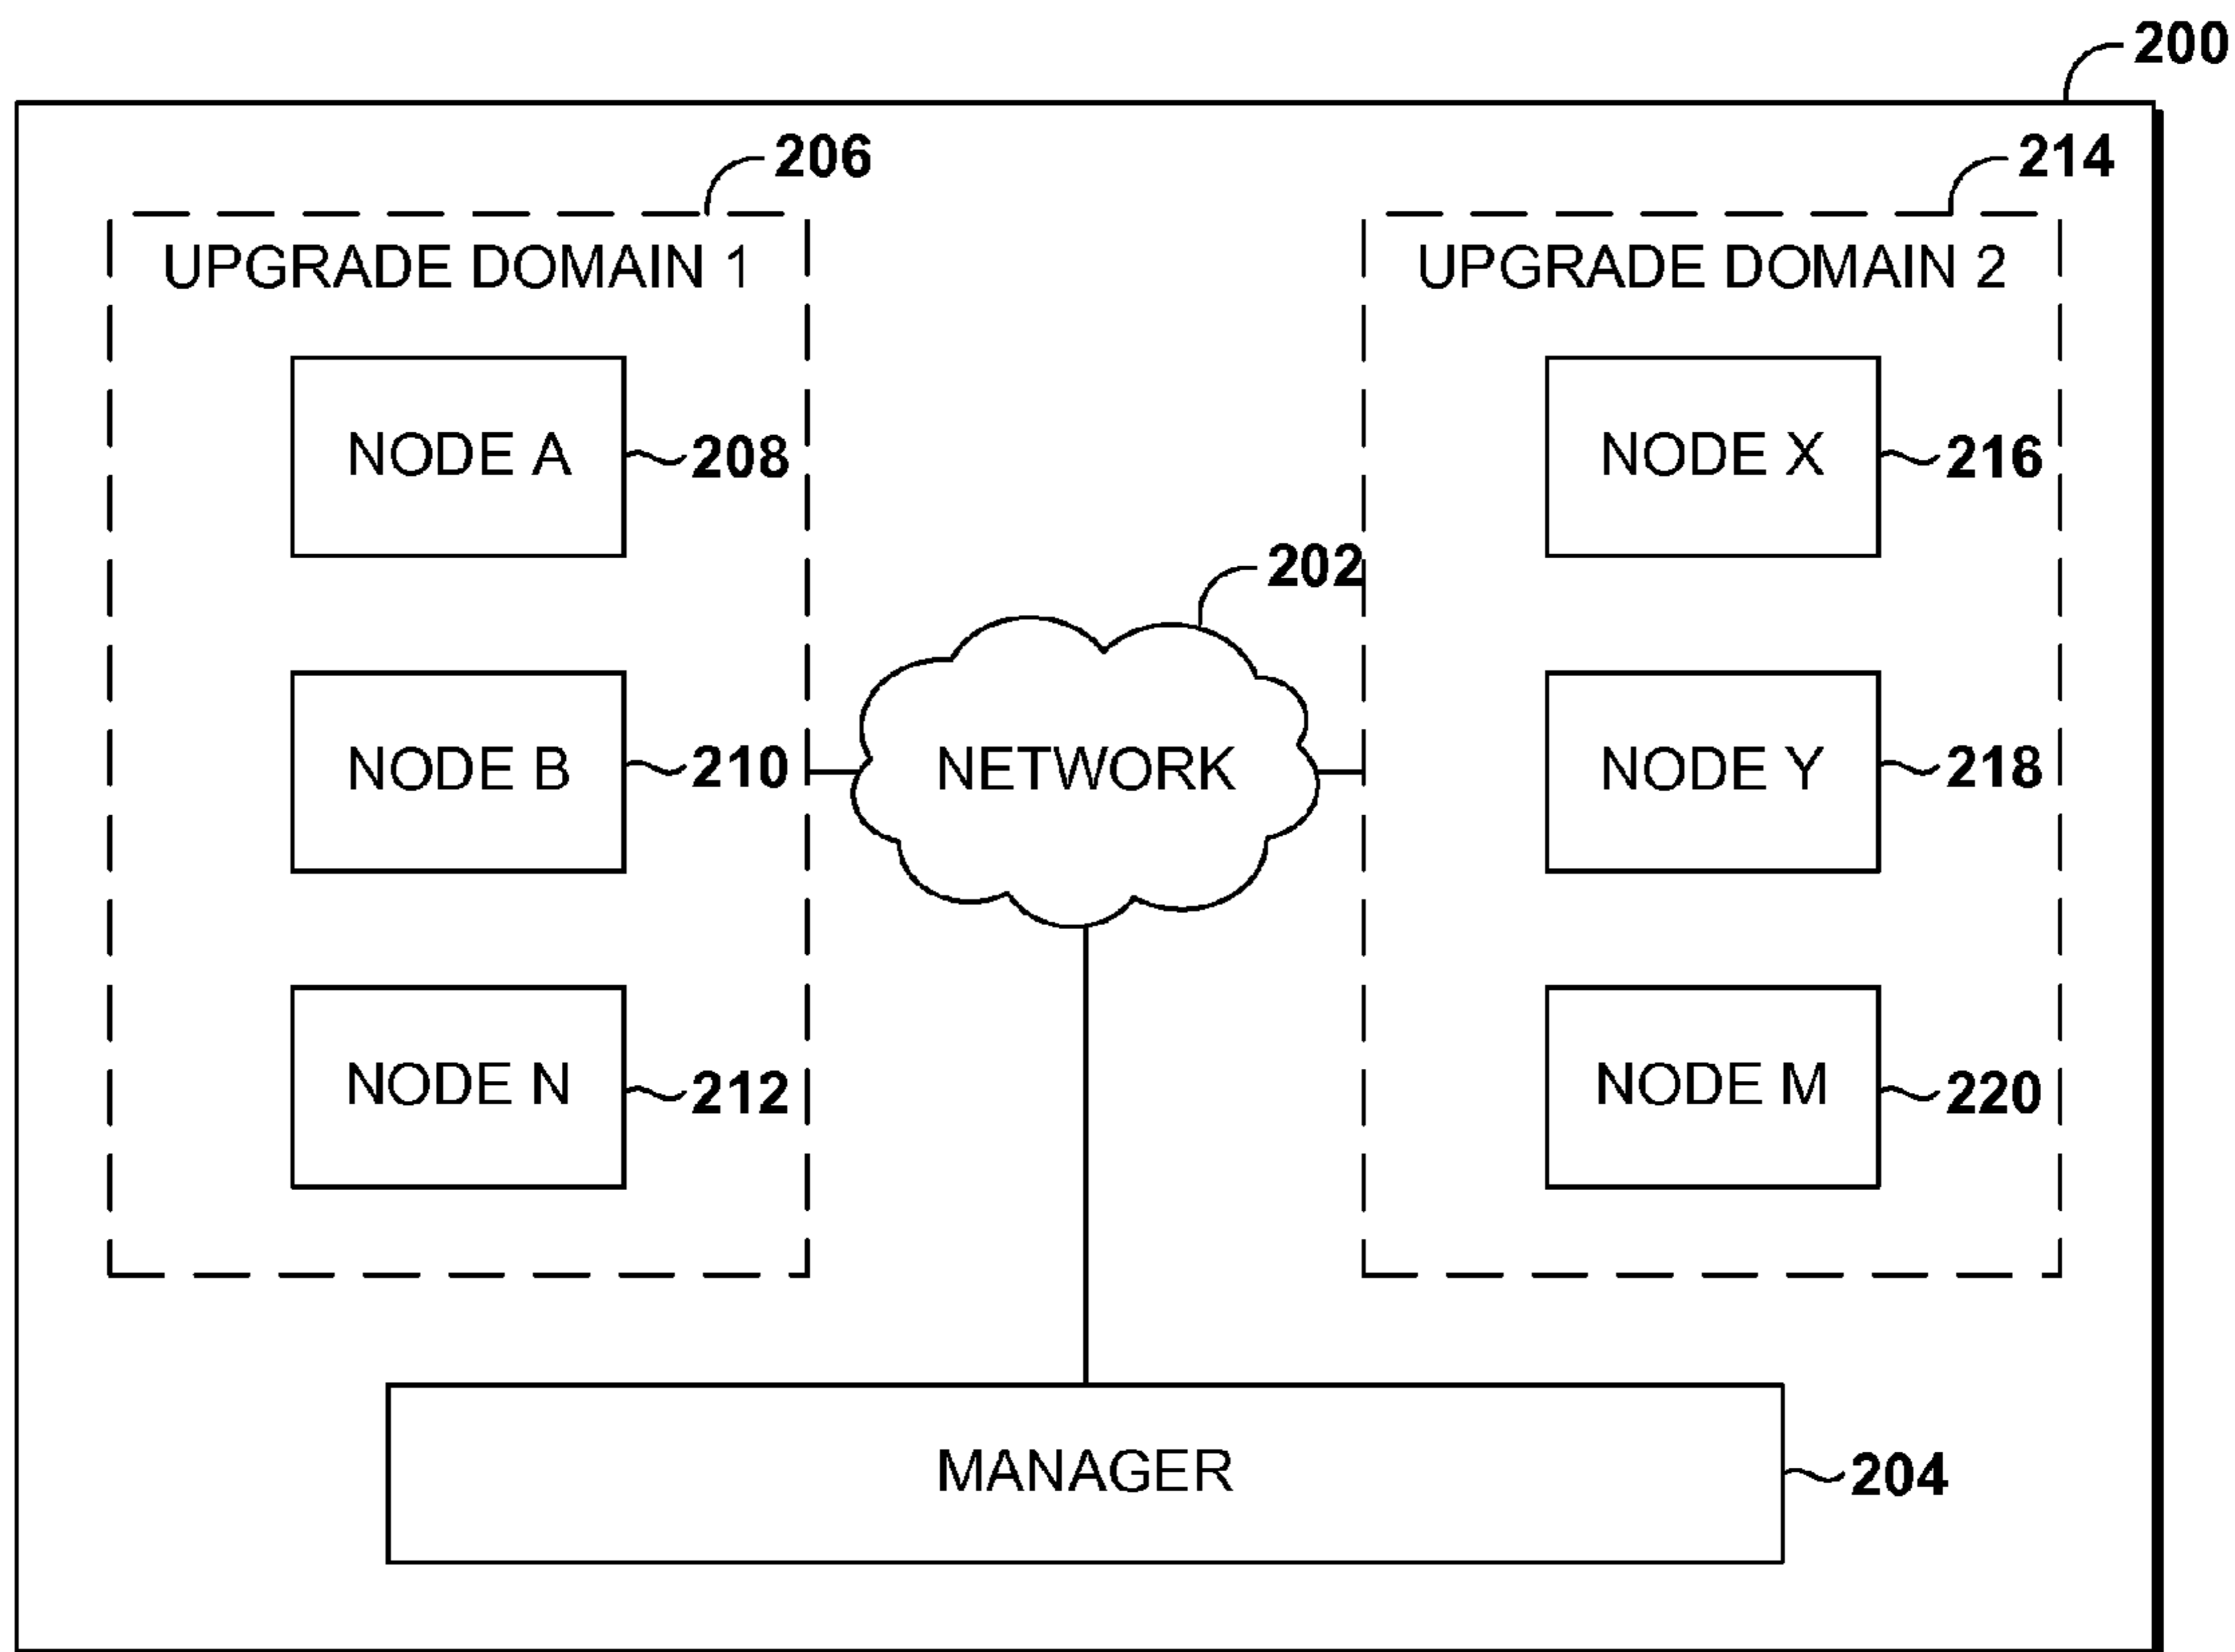 200
206
214
UPGRADE DOMAIN 1
UPGRADE DOMAIN 2
NODE A
208
NODE X
216
202
NODE B
210
NETWORK
NODE Y
218
NODE N
212
NODE M
220
MANAGER
204